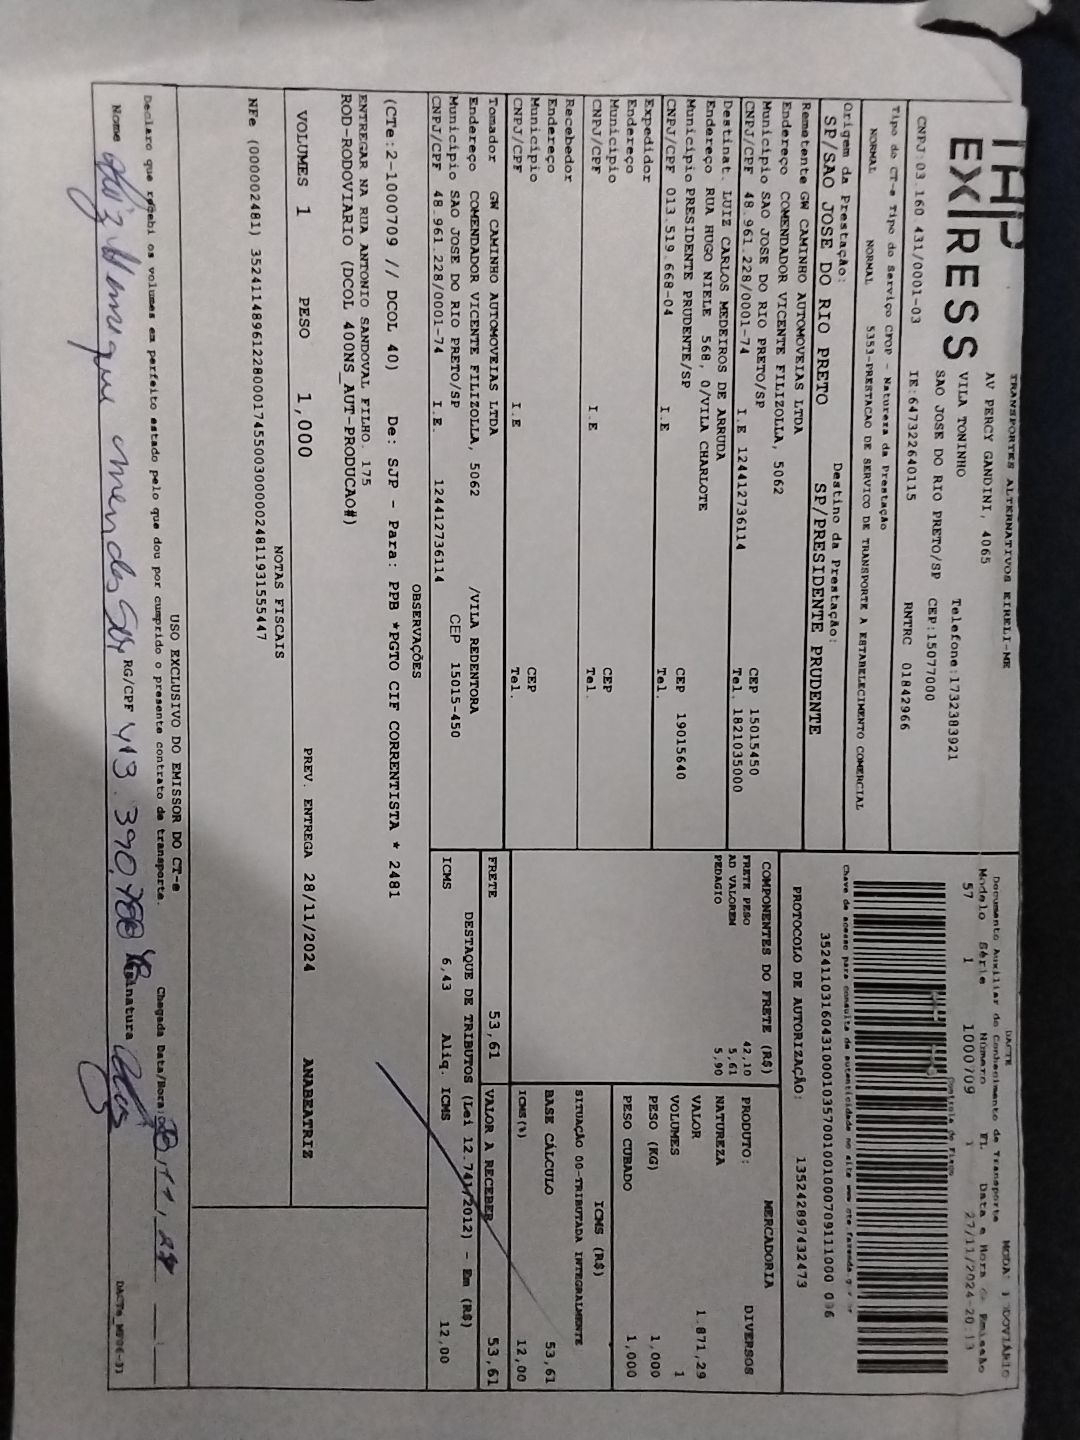 EXPRESS
TRANSPORTES ALTERNATIVOS EIRELI-ME
AV PERCY GANDINI, 4065
VILA TONINHO
Telefone:1732383921
SAO JOSE DO RIO PRETO/SP CEP:15077000
CNPJ:03.160.431/0001-03 IE:647322640115 RNTRC 01842966
Tipo do CT-e Tipo do Serviço CFOP - Natureza da Prestação
NORMAL NORMAL 5353-PRESTACAO DE SERVICO DE TRANSPORTE A ESTABELECIMENTO COMERCIAL
Origem da Prestação: Destino da Prestação:
SP/SAO JOSE DO RIO PRETO SP/PRESIDENTE PRUDENTE
Remetente GW CAMINHO AUTOMOVEIAS LTDA
Endereço COMENDADOR VICENTE FILIZOLLA, 5062
Município SAO JOSE DO RIO PRETO/SP CEP 15015450
CNPJ/CPF 48.961.228/0001-74 I.E 124412736114 Tel. 1821035000
Destinat. LUIZ CARLOS MEDEIROS DE ARRUDA
Endereço RUA HUGO NIELE 568, 0/VILA CHARLOTE
Município PRESIDENTE PRUDENTE/SP CEP 19015640
CNPJ/CPF 013.519.668-04 I.E Tel.
Expedidor
Endereço
Município CEP
CNPJ/CPF I.E Tel.
Recebedor
Endereço
Município CEP
CNPJ/CPF I.E Tel.
Tomador GW CAMINHO AUTOMOVEIAS LTDA
Endereço COMENDADOR VICENTE FILIZOLLA, 5062 /VILA REDENTORA
Município SAO JOSE DO RIO PRETO/SP CEP 15015-450
CNPJ/CPF 48.961.228/0001-74 I.E. 124412736114
DACTE
Documento Auxiliar do Conhecimento de Transporte
Modelo Série Número FL Data e Hora de Emissão
57 1 1000709 1 27/11/2024-20:13
Controle do Fisco
Chave de acesso para consulta de autenticidade no site www.cte.fazenda.gov.br
PROTOCOLO DE AUTORIZAÇÃO: 135242897432473
COMPONENTES DO FRETE (R$)
FRETE PESO 42,10
AD VALOREM 5,61
PEDAGIO 5,90
MERCADORIA
PRODUTO: DIVERSOS
NATUREZA
VALOR 1.871,29
VOLUMES 1
PESO (KG) 1,000
PESO CUBADO 1,000
ICMS (R$)
SITUAÇÃO 00-TRIBUTADA INTEGRALMENTE
BASE CÁLCULO 53,61
ICMS(%) 12,00
FRETE 53,61 VALOR A RECEBER 53,61
DESTAQUE DE TRIBUTOS (Lei 12.741/2012) - Em (R$)
ICMS 6,43 Aliq. ICMS 12,00
OBSERVAÇÕES
(CTe:2-1000709 // DCOL 40) De: SJP - Para: PPB *PGTO CIF CORRENTISTA * 2481
ENTREGAR NA RUA ANTONIO SANDOVAL FILHO. 175
ROD-RODOVIARIO (DCOL 400NS_AUT-PRODUCAO#)
VOLUMES 1 PESO 1,000 PREV. ENTREGA 28/11/2024 ANABEATRIZ
NOTAS FISCAIS
NFe (000002481) 35241148961228000174550030000024811931555447
USO EXCLUSIVO DO EMISSOR DO CT-e
Declaro que recebi os volumes em perfeito estado pelo que dou por cumprido o presente contrato de transporte. Chegada Data/Hora:
Nome RG/CPF Assinatura